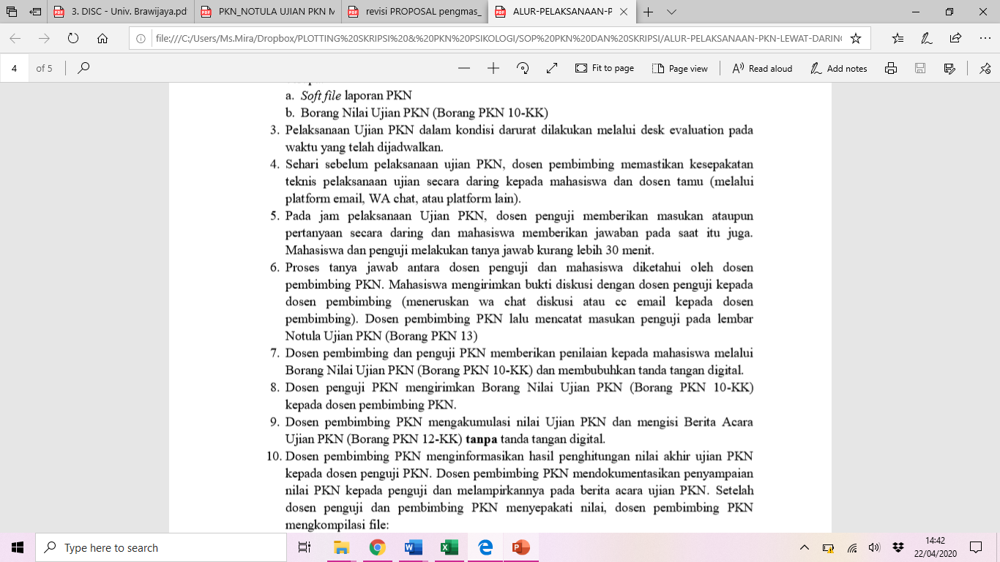 3. DISC - Univ. Brawijaya.pd
PKN_NOTULA UJIAN PKN M
revisi PROPOSAL pengmas_
ALUR-PELAKSANAAN-P
file:///C:/Users/Ms.Mira/Dropbox/PLOTTING%20SKRIPSI%20&%20PKN%20PSIKOLOGI/SOP%20PKN%20DAN%20SKRIPSI/ALUR-PELAKSANAAN-PKN-LEWAT-DARING
4 of 5
Fit to page
Page view
Read aloud
Add notes
a. Soft file laporan PKN
b. Borang Nilai Ujian PKN (Borang PKN 10-KK)
3. Pelaksanaan Ujian PKN dalam kondisi darurat dilakukan melalui desk evaluation pada
waktu yang telah dijadwalkan.
4. Sehari sebelum pelaksanaan ujian PKN, dosen pembimbing memastikan kesepakatan
teknis pelaksanaan ujian secara daring kepada mahasiswa dan dosen tamu (melalui
platform email, WA chat, atau platform lain).
5. Pada jam pelaksanaan Ujian PKN, dosen penguji memberikan masukan ataupun
pertanyaan secara daring dan mahasiswa memberikan jawaban pada saat itu juga.
Mahasiswa dan penguji melakukan tanya jawab kurang lebih 30 menit.
6. Proses tanya jawab antara dosen penguji dan mahasiswa diketahui oleh dosen
pembimbing PKN. Mahasiswa mengirimkan bukti diskusi dengan dosen penguji kepada
dosen pembimbing (meneruskan wa chat diskusi atau cc email kepada dosen
pembimbing). Dosen pembimbing PKN lalu mencatat masukan penguji pada lembar
Notula Ujian PKN (Borang PKN 13)
7. Dosen pembimbing dan penguji PKN memberikan penilaian kepada mahasiswa melalui
Borang Nilai Ujian PKN (Borang PKN 10-KK) dan membubuhkan tanda tangan digital.
8. Dosen penguji PKN mengirimkan Borang Nilai Ujian PKN (Borang PKN 10-KK)
kepada dosen pembimbing PKN.
9. Dosen pembimbing PKN mengakumulasi nilai Ujian PKN dan mengisi Berita Acara
Ujian PKN (Borang PKN 12-KK) tanpa tanda tangan digital.
10. Dosen pembimbing PKN menginformasikan hasil penghitungan nilai akhir ujian PKN
kepada dosen penguji PKN. Dosen pembimbing PKN mendokumentasikan penyampaian
nilai PKN kepada penguji dan melampirkannya pada berita acara ujian PKN. Setelah
dosen penguji dan pembimbing PKN menyepakati nilai, dosen pembimbing PKN
mengkompilasi file:
Type here to search
14:42
22/04/2020